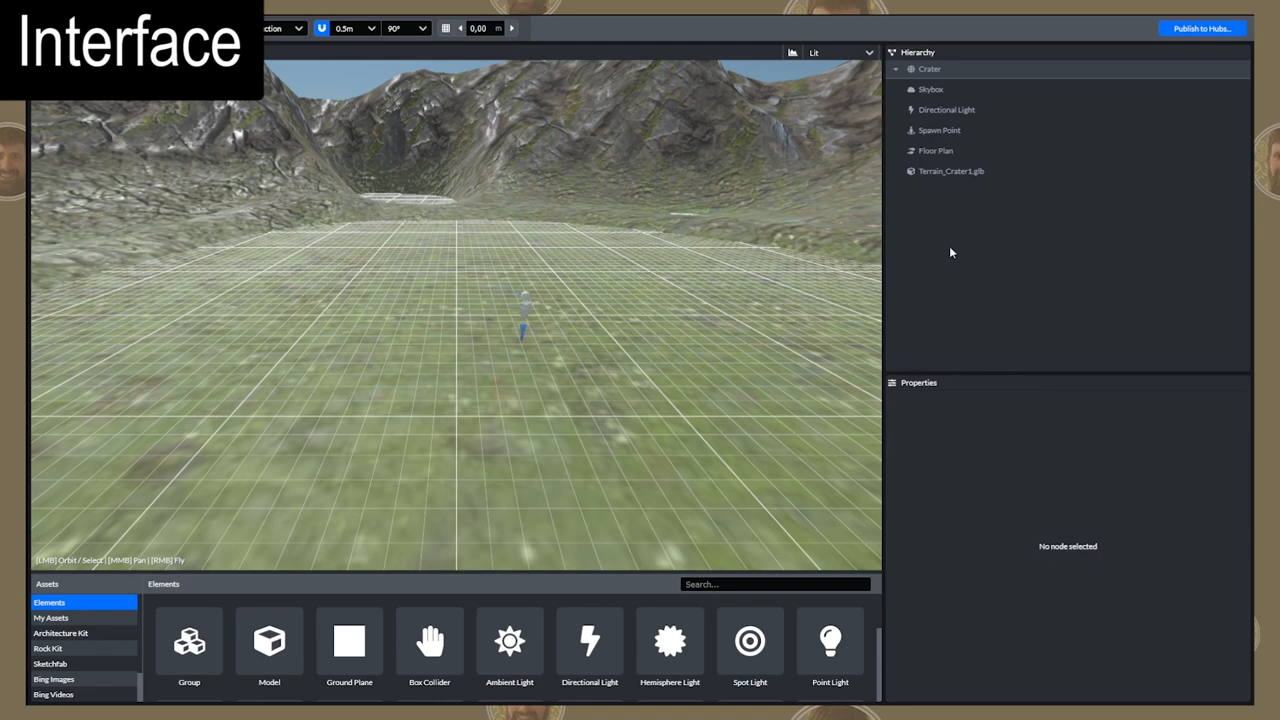 Interface
ction
0.5m
90°
0,00 m
Publish to Hubs...
Lit
Hierarchy
Crater
Skybox
Directional Light
Spawn Point
Floor Plan
Terrain_Crater1.glb
Properties
No node selected
[LMB] Orbit / Select | [MMB] Pan | [RMB] Fly
Assets
Elements
My Assets
Architecture Kit
Rock Kit
Sketchfab
Bing Images
Bing Videos
Elements
Search...
Group
Model
Ground Plane
Box Collider
Ambient Light
Directional Light
Hemisphere Light
Spot Light
Point Light